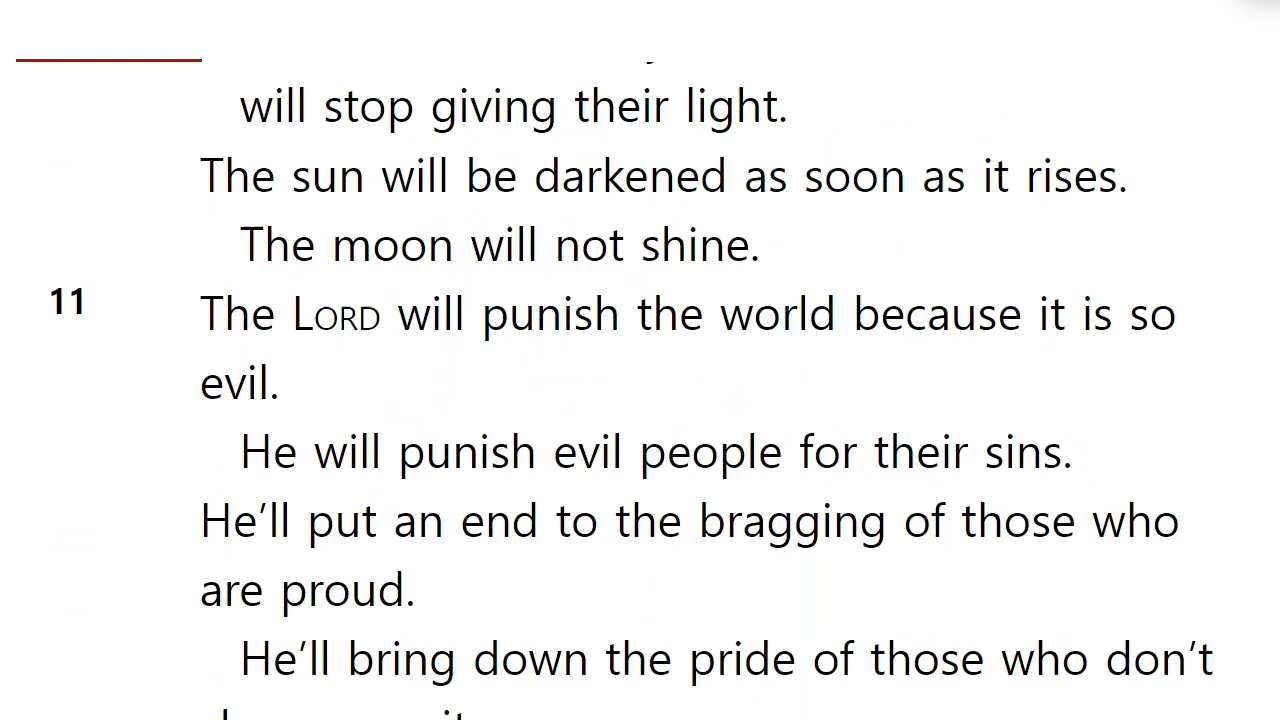 will stop giving their light.
The sun will be darkened as soon as it rises.
The moon will not shine.
11 The LORD will punish the world because it is so
evil.
He will punish evil people for their sins.
He’ll put an end to the bragging of those who
are proud.
He’ll bring down the pride of those who don’t